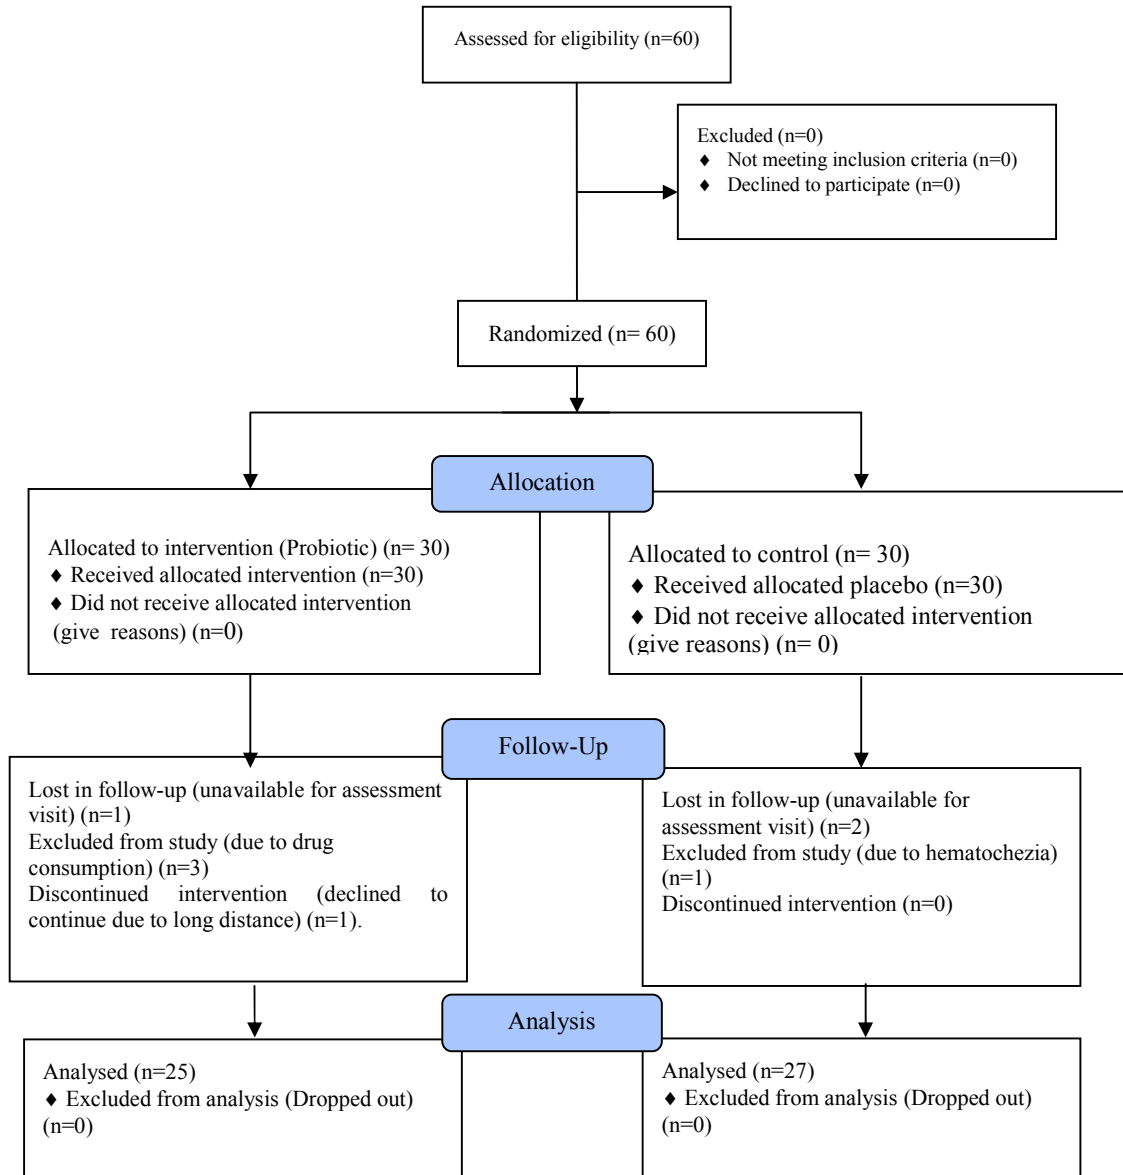 Assessed for eligibility (n=60)
Excluded (n=0)
♦ Not meeting inclusion criteria (n=0)
♦ Declined to participate (n=0)
Randomized (n= 60)
Allocation
Allocated to intervention (Probiotic) (n= 30)
♦ Received allocated intervention (n=30)
♦ Did not receive allocated intervention
(give reasons) (n=0)
Allocated to control (n= 30)
♦ Received allocated placebo (n=30)
♦ Did not receive allocated intervention
(give reasons) (n= 0)
Follow-Up
Lost in follow-up (unavailable for assessment
visit) (n=1)
Excluded from study (due to drug
consumption) (n=3)
Discontinued intervention (declined to
continue due to long distance) (n=1).
Lost in follow-up (unavailable for
assessment visit) (n=2)
Excluded from study (due to hematochezia)
(n=1)
Discontinued intervention (n=0)
Analysis
Analysed (n=25)
♦ Excluded from analysis (Dropped out)
(n=0)
Analysed (n=27)
♦ Excluded from analysis (Dropped out)
(n=0)